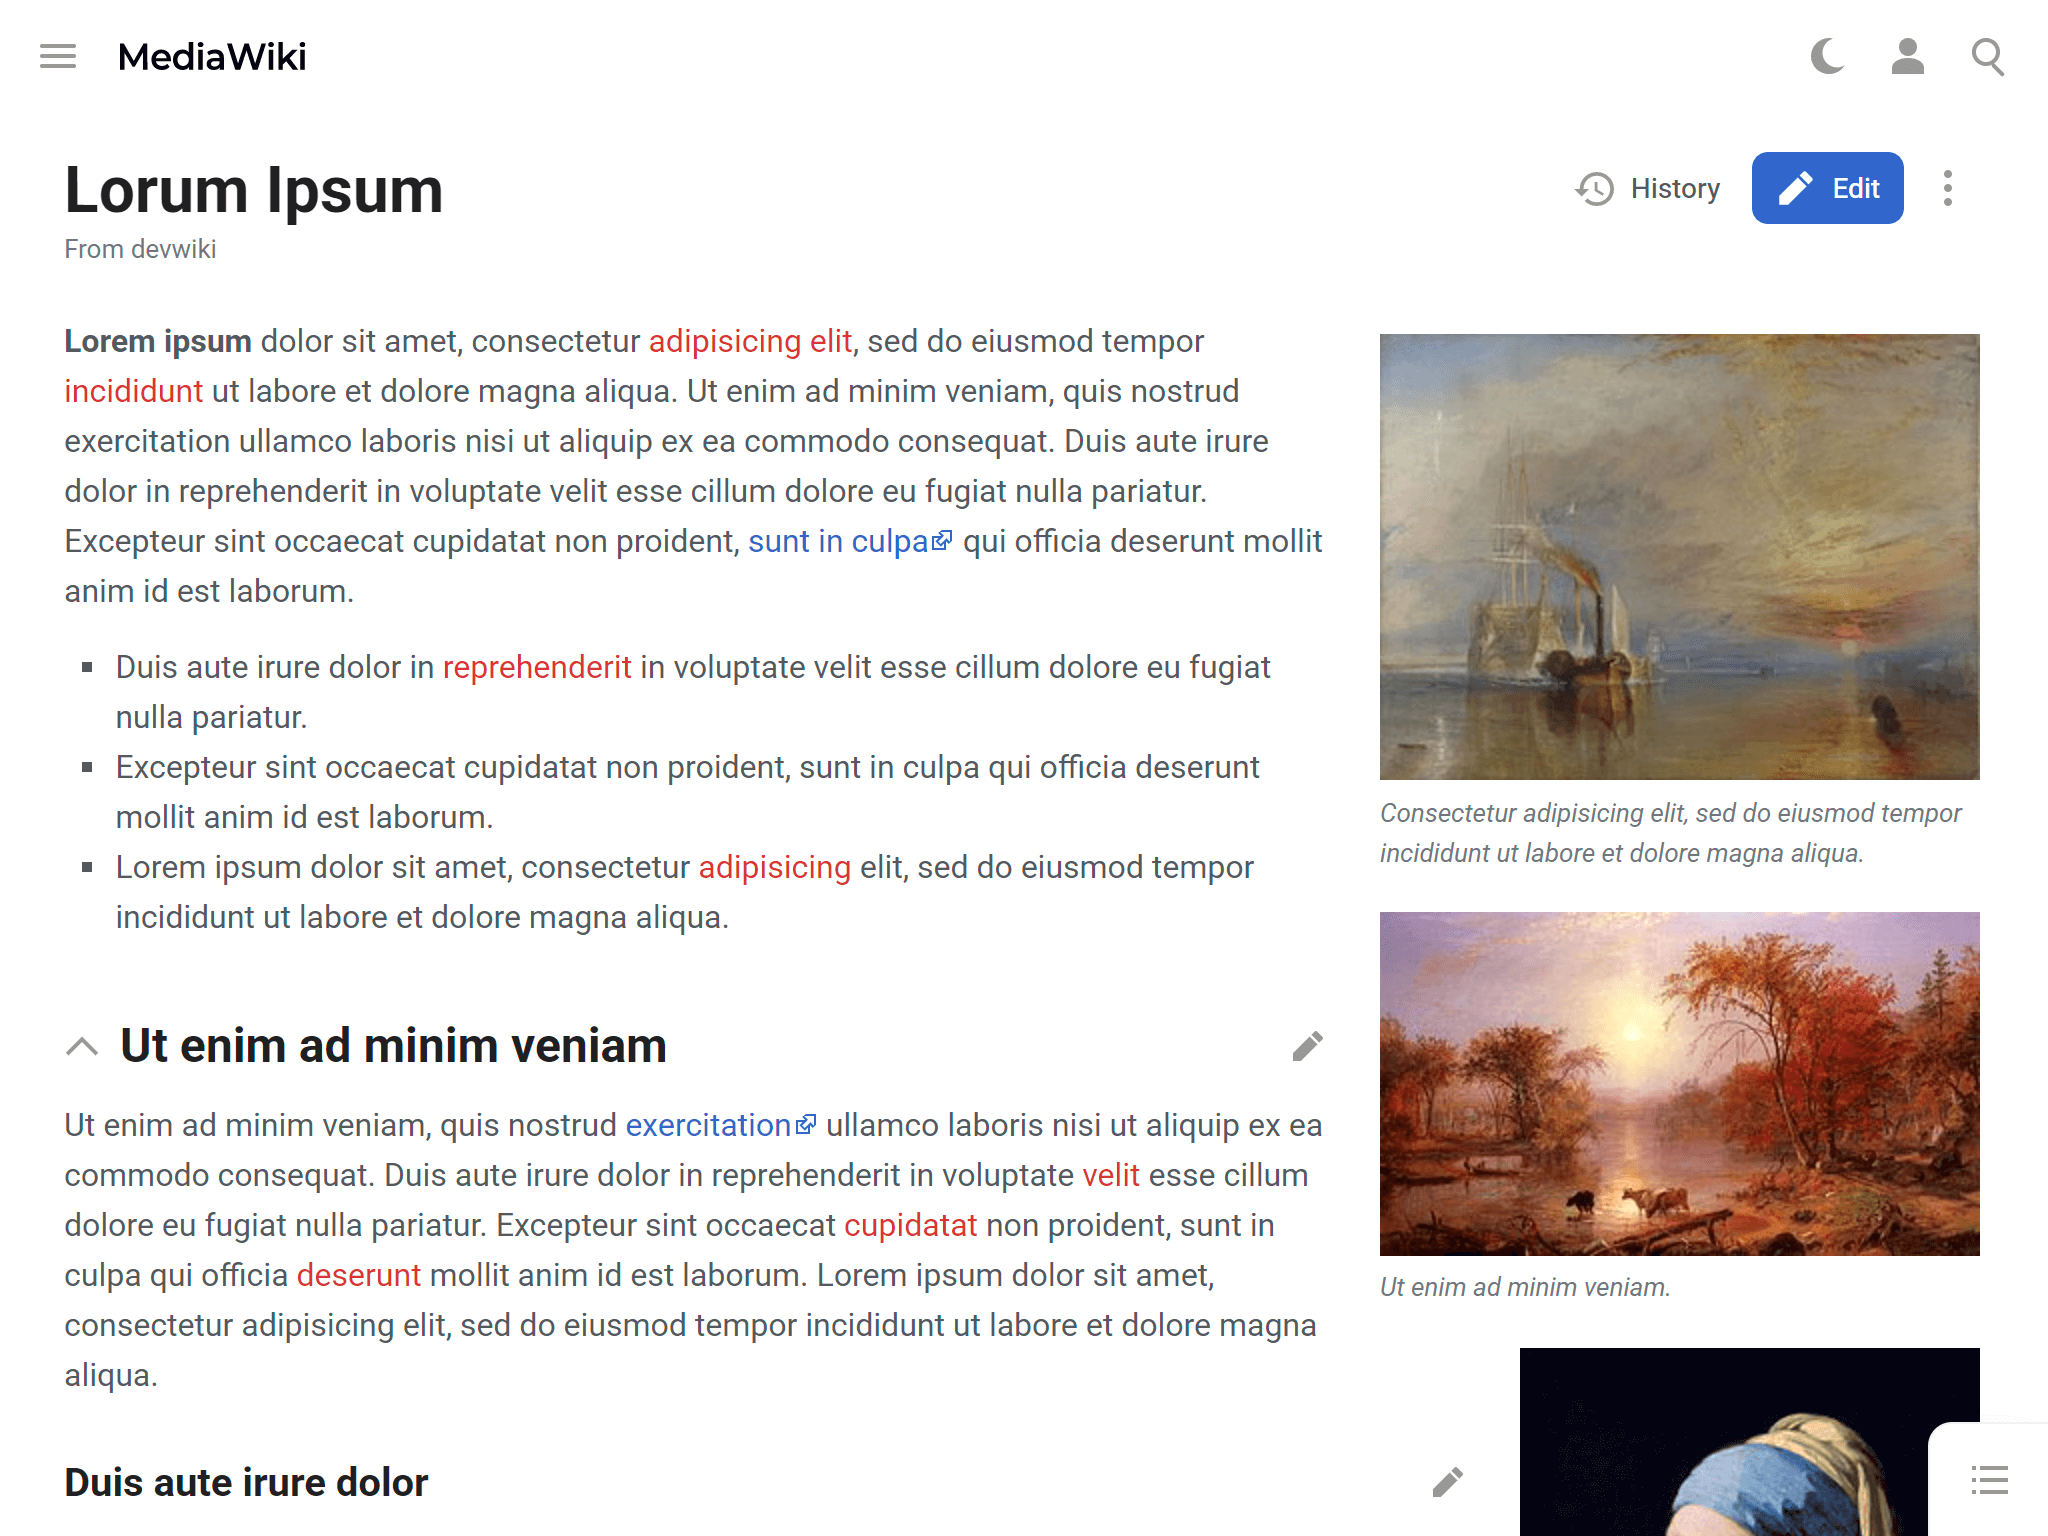 MediaWiki
Lorum Ipsum
History
Edit
From devwiki
Lorem ipsum dolor sit amet, consectetur adipisicing elit, sed do eiusmod tempor
incididunt ut labore et dolore magna aliqua. Ut enim ad minim veniam, quis nostrud
exercitation ullamco laboris nisi ut aliquip ex ea commodo consequat. Duis aute irure
dolor in reprehenderit in voluptate velit esse cillum dolore eu fugiat nulla pariatur.
Excepteur sint occaecat cupidatat non proident, sunt in culpa qui officia deserunt mollit
anim id est laborum.
Duis aute irure dolor in reprehenderit in voluptate velit esse cillum dolore eu fugiat
nulla pariatur.
Excepteur sint occaecat cupidatat non proident, sunt in culpa qui officia deserunt
mollit anim id est laborum.
Lorem ipsum dolor sit amet, consectetur adipisicing elit, sed do eiusmod tempor
incididunt ut labore et dolore magna aliqua.
Consectetur adipisicing elit, sed do eiusmod tempor
incididunt ut labore et dolore magna aliqua.
Ut enim ad minim veniam
Ut enim ad minim veniam, quis nostrud exercitation ullamco laboris nisi ut aliquip ex ea
commodo consequat. Duis aute irure dolor in reprehenderit in voluptate velit esse cillum
dolore eu fugiat nulla pariatur. Excepteur sint occaecat cupidatat non proident, sunt in
culpa qui officia deserunt mollit anim id est laborum. Lorem ipsum dolor sit amet,
consectetur adipisicing elit, sed do eiusmod tempor incididunt ut labore et dolore magna
aliqua.
Ut enim ad minim veniam.
Duis aute irure dolor